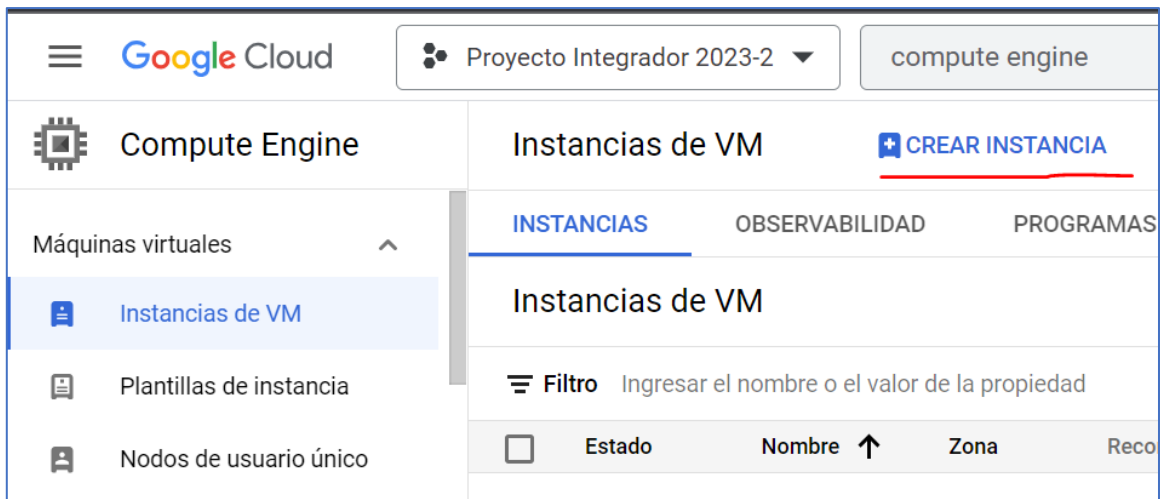 Google Cloud
Proyecto Integrador 2023-2
compute engine
Compute Engine
Instancias de VM
CREAR INSTANCIA
Máquinas virtuales
INSTANCIAS
OBSERVABILIDAD
PROGRAMAS
Instancias de VM
Instancias de VM
Plantillas de instancia
Filtro Ingresar el nombre o el valor de la propiedad
Nodos de usuario único
Estado Nombre Zona Reco